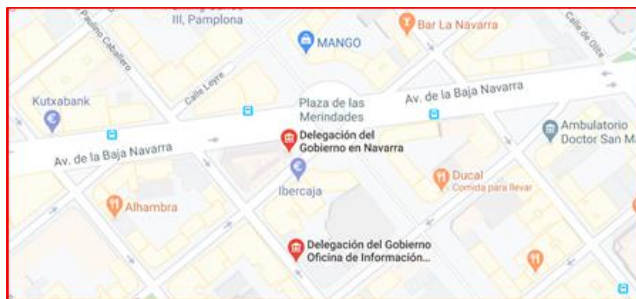 III, Pamplona
Bar La Navarra
Calle de Olite
Paulino Caballero
MANGO
Calle Leyre
Kutxabank
Plaza de las
Merindades
Av. de la Baja Navarra
Delegación del
Gobierno en Navarra
Ambulatorio
Doctor San Ma
Av. de la Baja Navarra
Ibercaja
Ducal
Comida para llevar
Alhambra
Delegación del Gobierno
Oficina de Información...